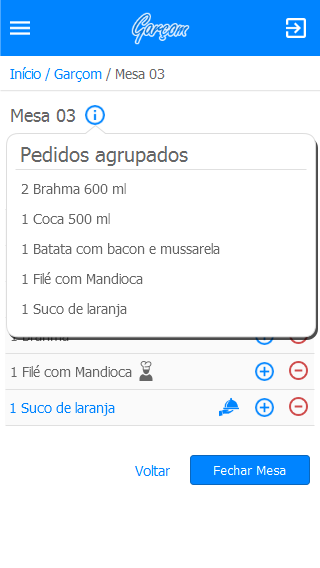 Garçom
Início / Garçom / Mesa 03
Mesa 03
Pedidos agrupados
2 Brahma 600 ml
1 Coca 500 ml
1 Batata com bacon e mussarela
1 Filé com Mandioca
1 Suco de laranja
1 Brahma
1 Filé com Mandioca
1 Suco de laranja
Voltar
Fechar Mesa